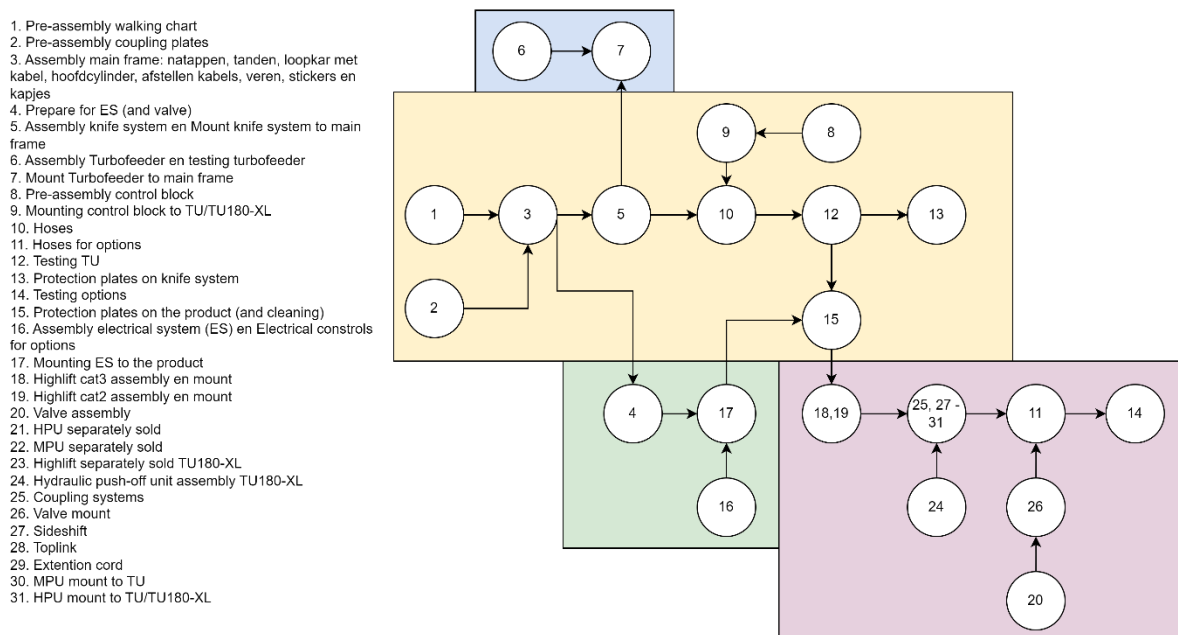 1. Pre-assembly walking chart
2. Pre-assembly coupling plates
3. Assembly main frame: natappen, tanden, loopkar met
kabel, hoofdcylinder, afstellen kabels, veren, stickers en
kapjes
4. Prepare for ES (and valve)
5. Assembly knife system en Mount knife system to main
frame
6. Assembly Turbofeeder en testing turbofeeder
7. Mount Turbofeeder to main frame
8. Pre-assembly control block
9. Mounting control block to TU/TU180-XL
10. Hoses
11. Hoses for options
12. Testing TU
13. Protection plates on knife system
14. Testing options
15. Protection plates on the product (and cleaning)
16. Assembly electrical system (ES) en Electrical constrols
for options
17. Mounting ES to the product
18. Highlift cat3 assembly en mount
19. Highlift cat2 assembly en mount
20. Valve assembly
21. HPU separately sold
22. MPU separately sold
23. Highlift separately sold TU180-XL
24. Hydraulic push-off unit assembly TU180-XL
25. Coupling systems
26. Valve mount
27. Sideshift
28. Toplink
29. Extention cord
30. MPU mount to TU
31. HPU mount to TU/TU180-XL
6
7
9
8
1
3
5
10
12
13
2
15
4
17
18,19
25, 27 -
31
11
14
16
24
26
20